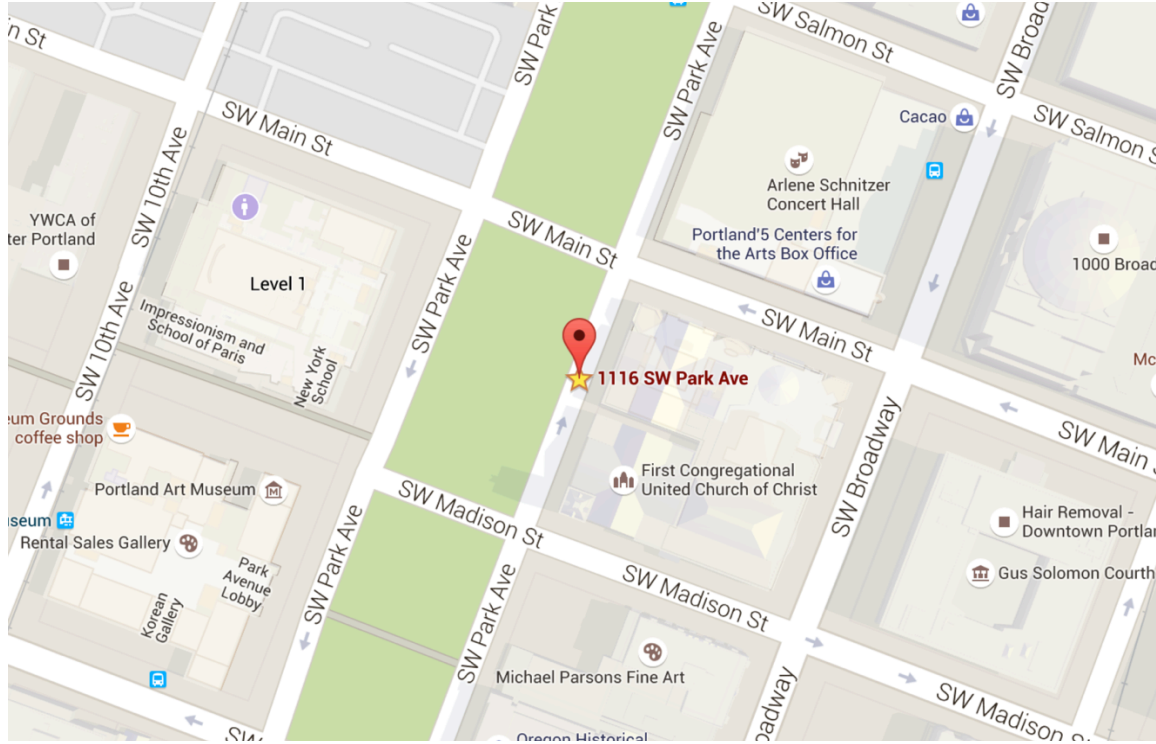 n St
SW Park
SW Park Ave
SW Salmon St
SW Broad
SW Main St
SW 10th Ave
Cacao
SW Salmon S
Arlene Schnitzer
Concert Hall
YWCA of
ter Portland
SW Park Ave
SW Main St
Portland'5 Centers for
the Arts Box Office
1000 Broad
Level 1
Impressionism and
School of Paris
New York
School
SW Main St
SW 10th Ave
1116 SW Park Ave
Mc
eum Grounds
coffee shop
SW Main S
First Congregational
United Church of Christ
SW Broadway
Portland Art Museum
SW Madison St
Hair Removal -
Downtown Portlan
useum
Rental Sales Gallery
SW Park Ave
Park
Avenue
Lobby
Korean
Gallery
SW Park Ave
SW Madison St
Gus Solomon Courth
Michael Parsons Fine Art
oadway
SW Madison St
SW
Oregon Historical